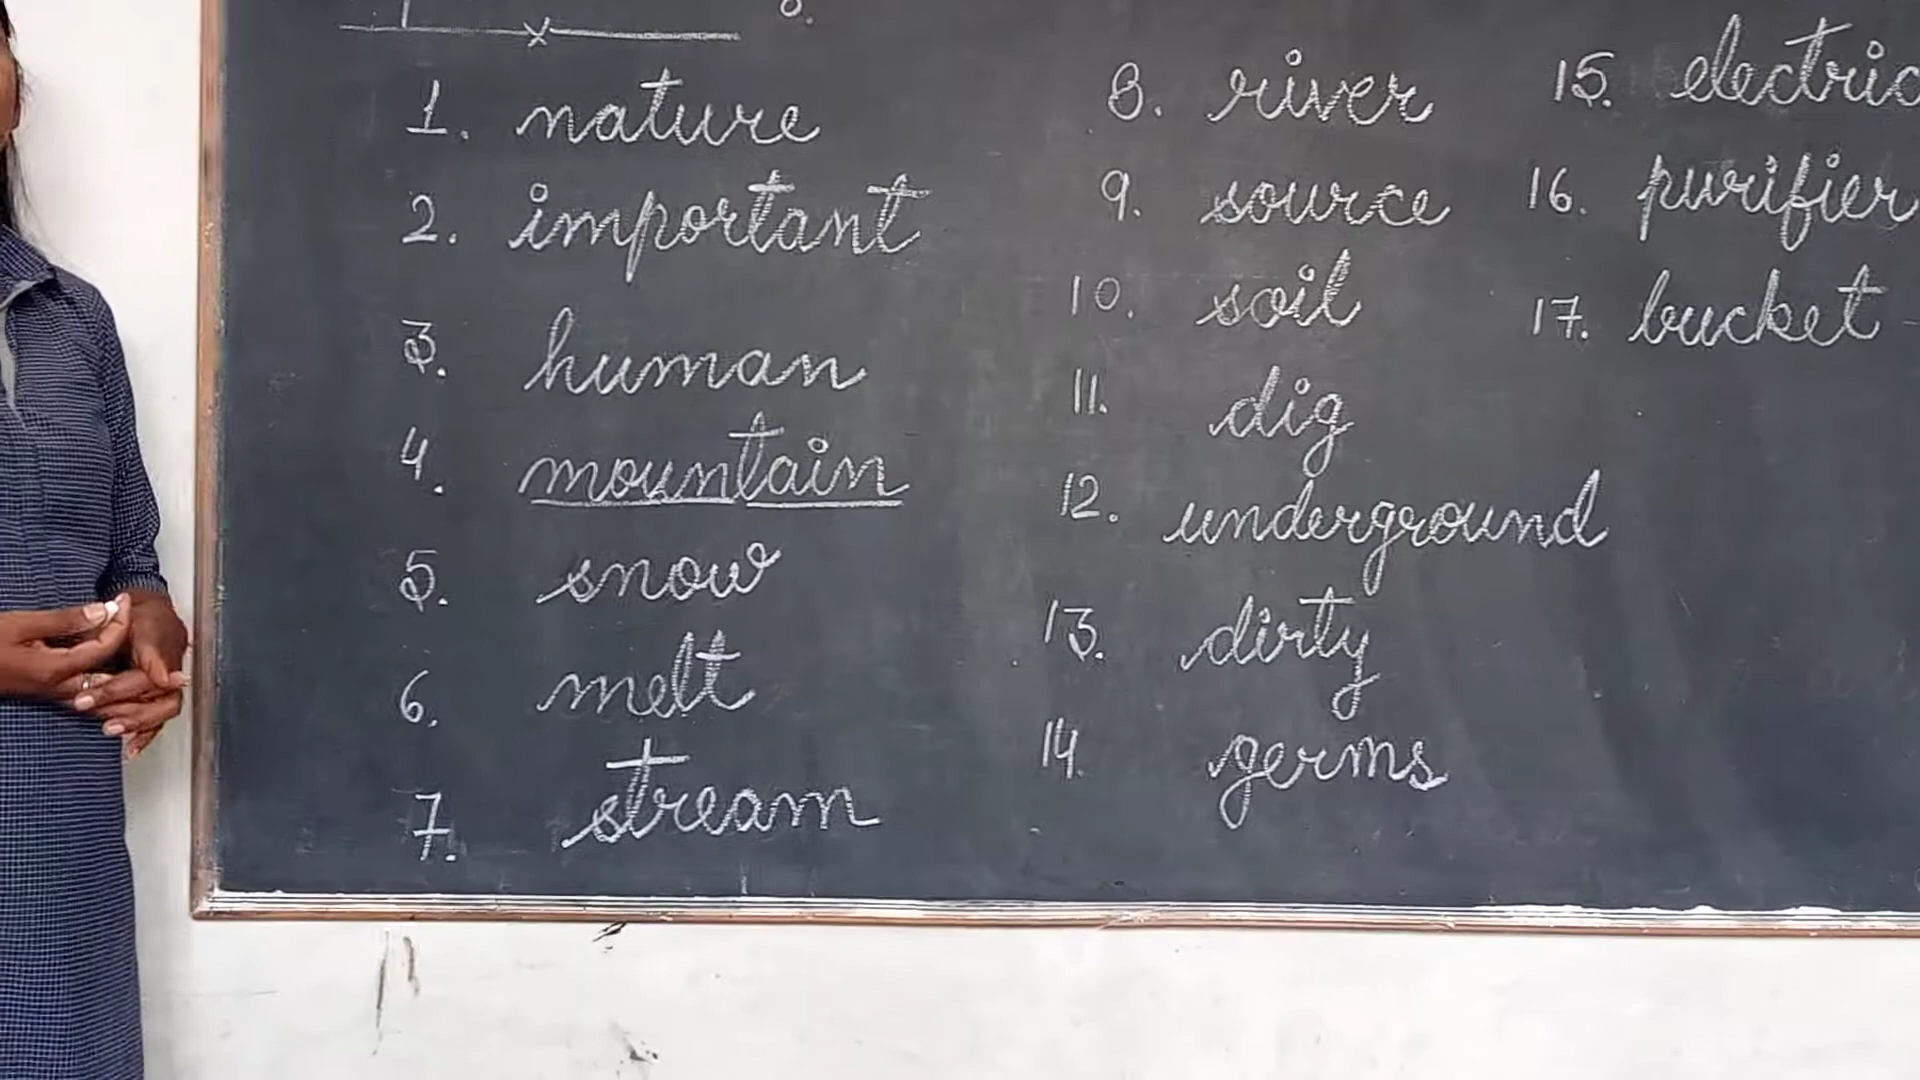 1. nature
2. important
3. human
4. mountain
5. snow
6. melt
7. stream
8. river
9. source
10. soil
11. dig
12. underground
13. dirty
14. germs
15. electric
16. purifier
17. bucket